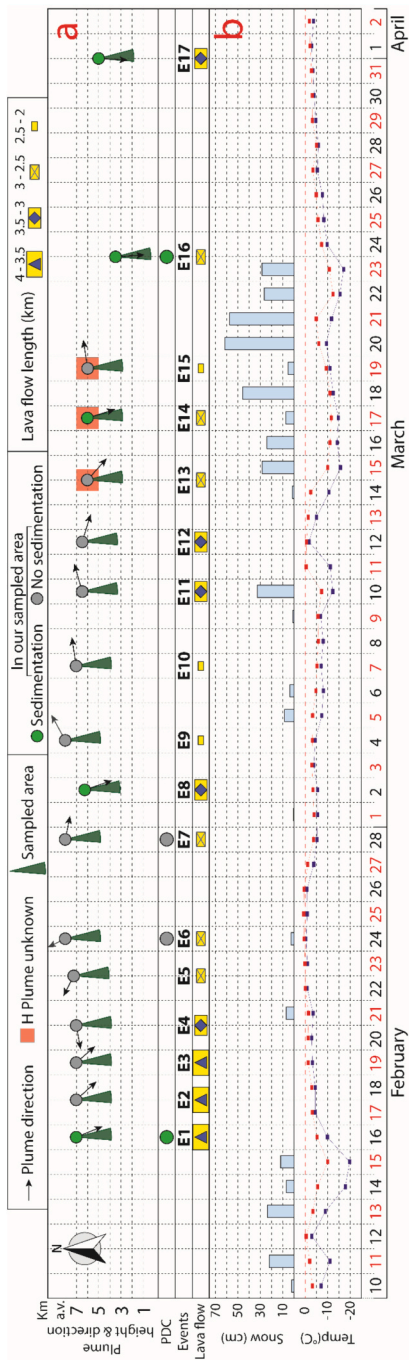 → Plume direction
H Plume unknown
Sampled area
In our sampled area
Sedimentation
No sedimentation
Lava flow length (km)
4 - 3.5
3.5 - 3
3 - 2.5
2.5 - 2
a
N
Km
a.v.
7
5
3
1
Plume
height & direction
PDC
Events
E1 E2 E3 E4 E5 E6 E7 E8 E9 E10 E11 E12 E13 E14 E15 E16 E17
Lava flow
b
70
60
50
40
30
20
10
Snow (cm)
10
0
-10
-20
Temp(°C)
10 11 12 13 14 15 16 17 18 19 20 21 22 23 24 25 26 27 28 1 2 3 4 5 6 7 8 9 10 11 12 13 14 15 16 17 18 19 20 21 22 23 24 25 26 27 28 29 30 31 1 2
February
March
April